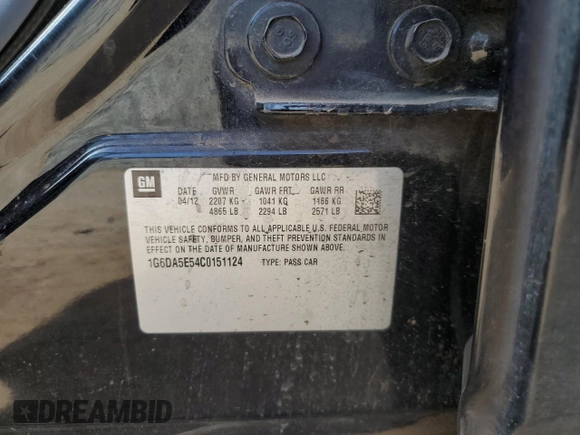 GM
MFD BY GENERAL MOTORS LLC
DATE GVWR GAWR FRT GAWR RR
04/12 2207 KG 1041 KG 1166 KG
4865 LB 2294 LB 2571 LB
THIS VEHICLE CONFORMS TO ALL APPLICABLE U.S. FEDERAL MOTOR
VEHICLE SAFETY, BUMPER, AND THEFT PREVENTION STANDARDS IN
EFFECT ON THE DATE OF MANUFACTURE SHOWN ABOVE.
1G6DA5E54C0151124 TYPE: PASS CAR
DREAMBID